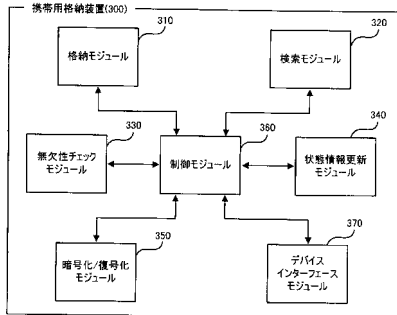 携帯用格納装置(300)
310
320
格納モジュール
検索モジュール
330
360
340
無欠性チェック
モジュール
制御モジュール
状態情報更新
モジュール
350
370
暗号化/復号化
モジュール
デバイス
インターフェース
モジュール